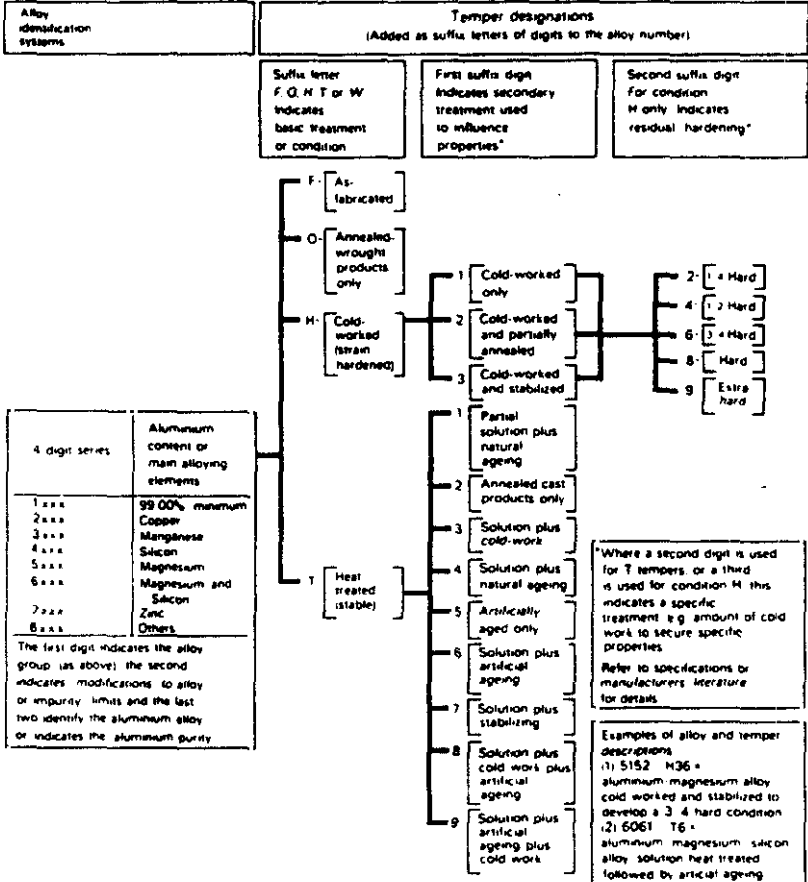 Alloy
identification
systems
Temper designations
(Added as suffix letters of digits to the alloy number)
Suffix letter
F, O, H, T or W
Indicates
basic treatment
or condition
First suffix digit
Indicates secondary
treatment used
to influence
properties*
Second suffix digit
For condition
H only indicates
residual hardening*
F- As-
fabricated
O- Annealed-
wrought
products
only
H- Cold-
worked
(strain
hardened)
1 Cold-worked
only
2 Cold-worked
and partially
annealed
3 Cold-worked
and stabilized
2- 1 4 Hard
4- 1 2 Hard
6- 3 4 Hard
8- Hard
9 Extra
hard
4 digit series
Aluminium
content or
main alloying
elements
1xxx 99.00% minimum
2xxx Copper
3xxx Manganese
4xxx Silicon
5xxx Magnesium
6xxx Magnesium and
Silicon
7xxx Zinc
8xxx Others
The first digit indicates the alloy
group (as above) the second
indicates modifications to alloy
or impurity limits and the last
two identify the aluminium alloy
or indicates the aluminium purity
T Heat
treated
(stable)
1 Partial
solution plus
natural
ageing
2 Annealed cast
products only
3 Solution plus
cold-work
4 Solution plus
natural ageing
5 Artificially
aged only
6 Solution plus
artificial
ageing
7 Solution plus
stabilizing
8 Solution plus
cold work plus
artificial
ageing
9 Solution plus
artificial
ageing plus
cold work
*Where a second digit is used
for T tempers, or a third
is used for condition H this
indicates a specific
treatment e.g. amount of cold
work to secure specific
properties
Refer to specifications or
manufacturers literature
for details
Examples of alloy and temper
descriptions
(1) 5152 H36 =
aluminium-magnesium alloy
cold worked and stabilized to
develop a 3 4 hard condition
(2) 6061 T6 =
aluminium magnesium silicon
alloy solution heat treated
followed by articial ageing